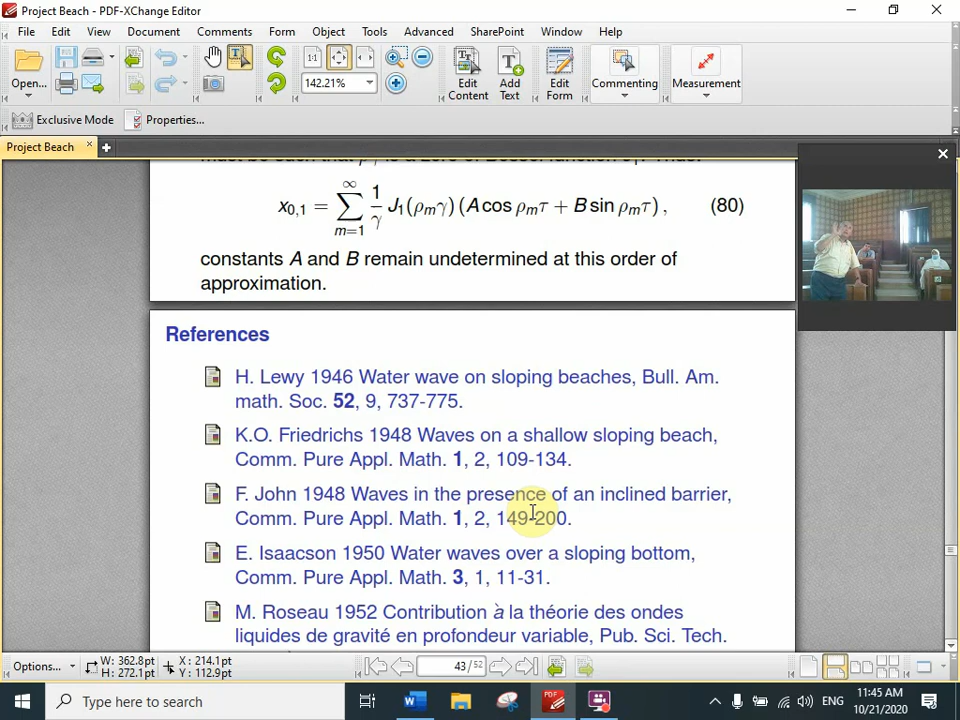 Project Beach - PDF-XChange Editor
File Edit View Document Comments Form Object Tools Advanced SharePoint Window Help
Open...
142.21%
Edit Content
Add Text
Edit Form
Commenting
Measurement
Exclusive Mode Properties...
Project Beach
x0,1 = ∑ m=1 ∞ 1/γ J1(ρmγ) (A cos ρmτ + B sin ρmτ) , (80)
constants A and B remain undetermined at this order of
approximation.
References
H. Lewy 1946 Water wave on sloping beaches, Bull. Am.
math. Soc. 52, 9, 737-775.
K.O. Friedrichs 1948 Waves on a shallow sloping beach,
Comm. Pure Appl. Math. 1, 2, 109-134.
F. John 1948 Waves in the presence of an inclined barrier,
Comm. Pure Appl. Math. 1, 2, 149-200.
E. Isaacson 1950 Water waves over a sloping bottom,
Comm. Pure Appl. Math. 3, 1, 11-31.
M. Roseau 1952 Contribution à la théorie des ondes
liquides de gravité en profondeur variable, Pub. Sci. Tech.
Options... W: 362.8pt X: 214.1pt
H: 272.1pt Y: 112.9pt
43 / 52
Type here to search
ENG
11:45 AM
10/21/2020